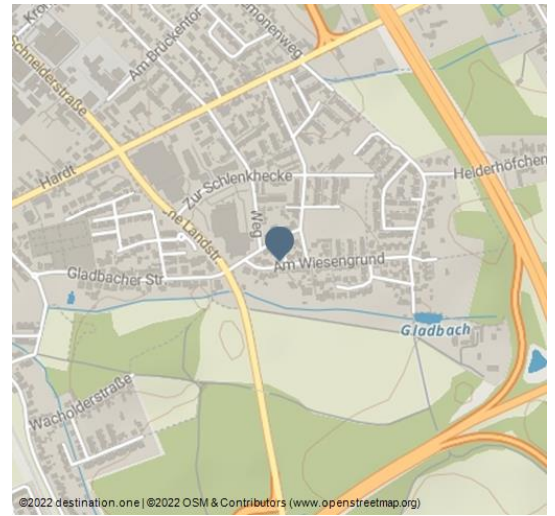 Am Brückentor
Schneiderstraße
Hardt
Zur Schlenkhecke
Heiderhöfchen
ne Landstr.
Weg
Am Wiesengrund
Gladbacher Str.
Gladbach
Wacholderstraße
©2022 destination.one | ©2022 OSM & Contributors (www.openstreetmap.org)